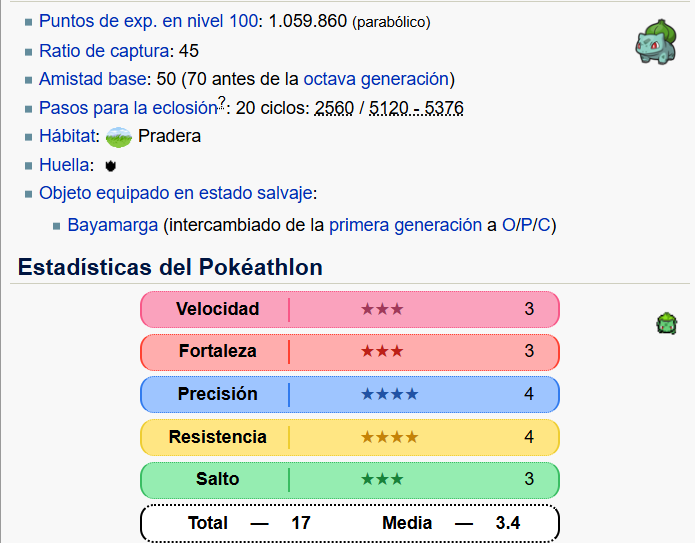 Puntos de exp. en nivel 100: 1.059.860 (parabólico)
Ratio de captura: 45
Amistad base: 50 (70 antes de la octava generación)
Pasos para la eclosión?: 20 ciclos: 2560 / 5120 - 5376
Hábitat: Pradera
Huella:
Objeto equipado en estado salvaje:
Bayamarga (intercambiado de la primera generación a O/P/C)
Estadísticas del Pokéathlon
Velocidad ★★★ 3
Fortaleza ★★★ 3
Precisión ★★★★ 4
Resistencia ★★★★ 4
Salto ★★★ 3
Total — 17 Media — 3.4